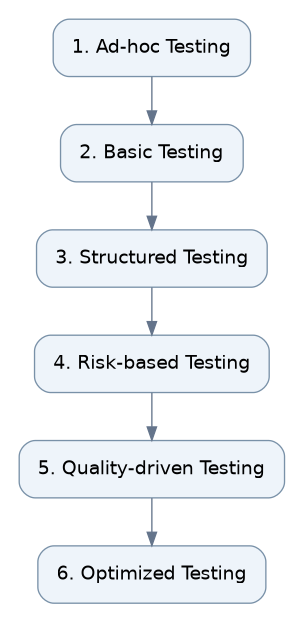 1. Ad-hoc Testing
2. Basic Testing
3. Structured Testing
4. Risk-based Testing
5. Quality-driven Testing
6. Optimized Testing